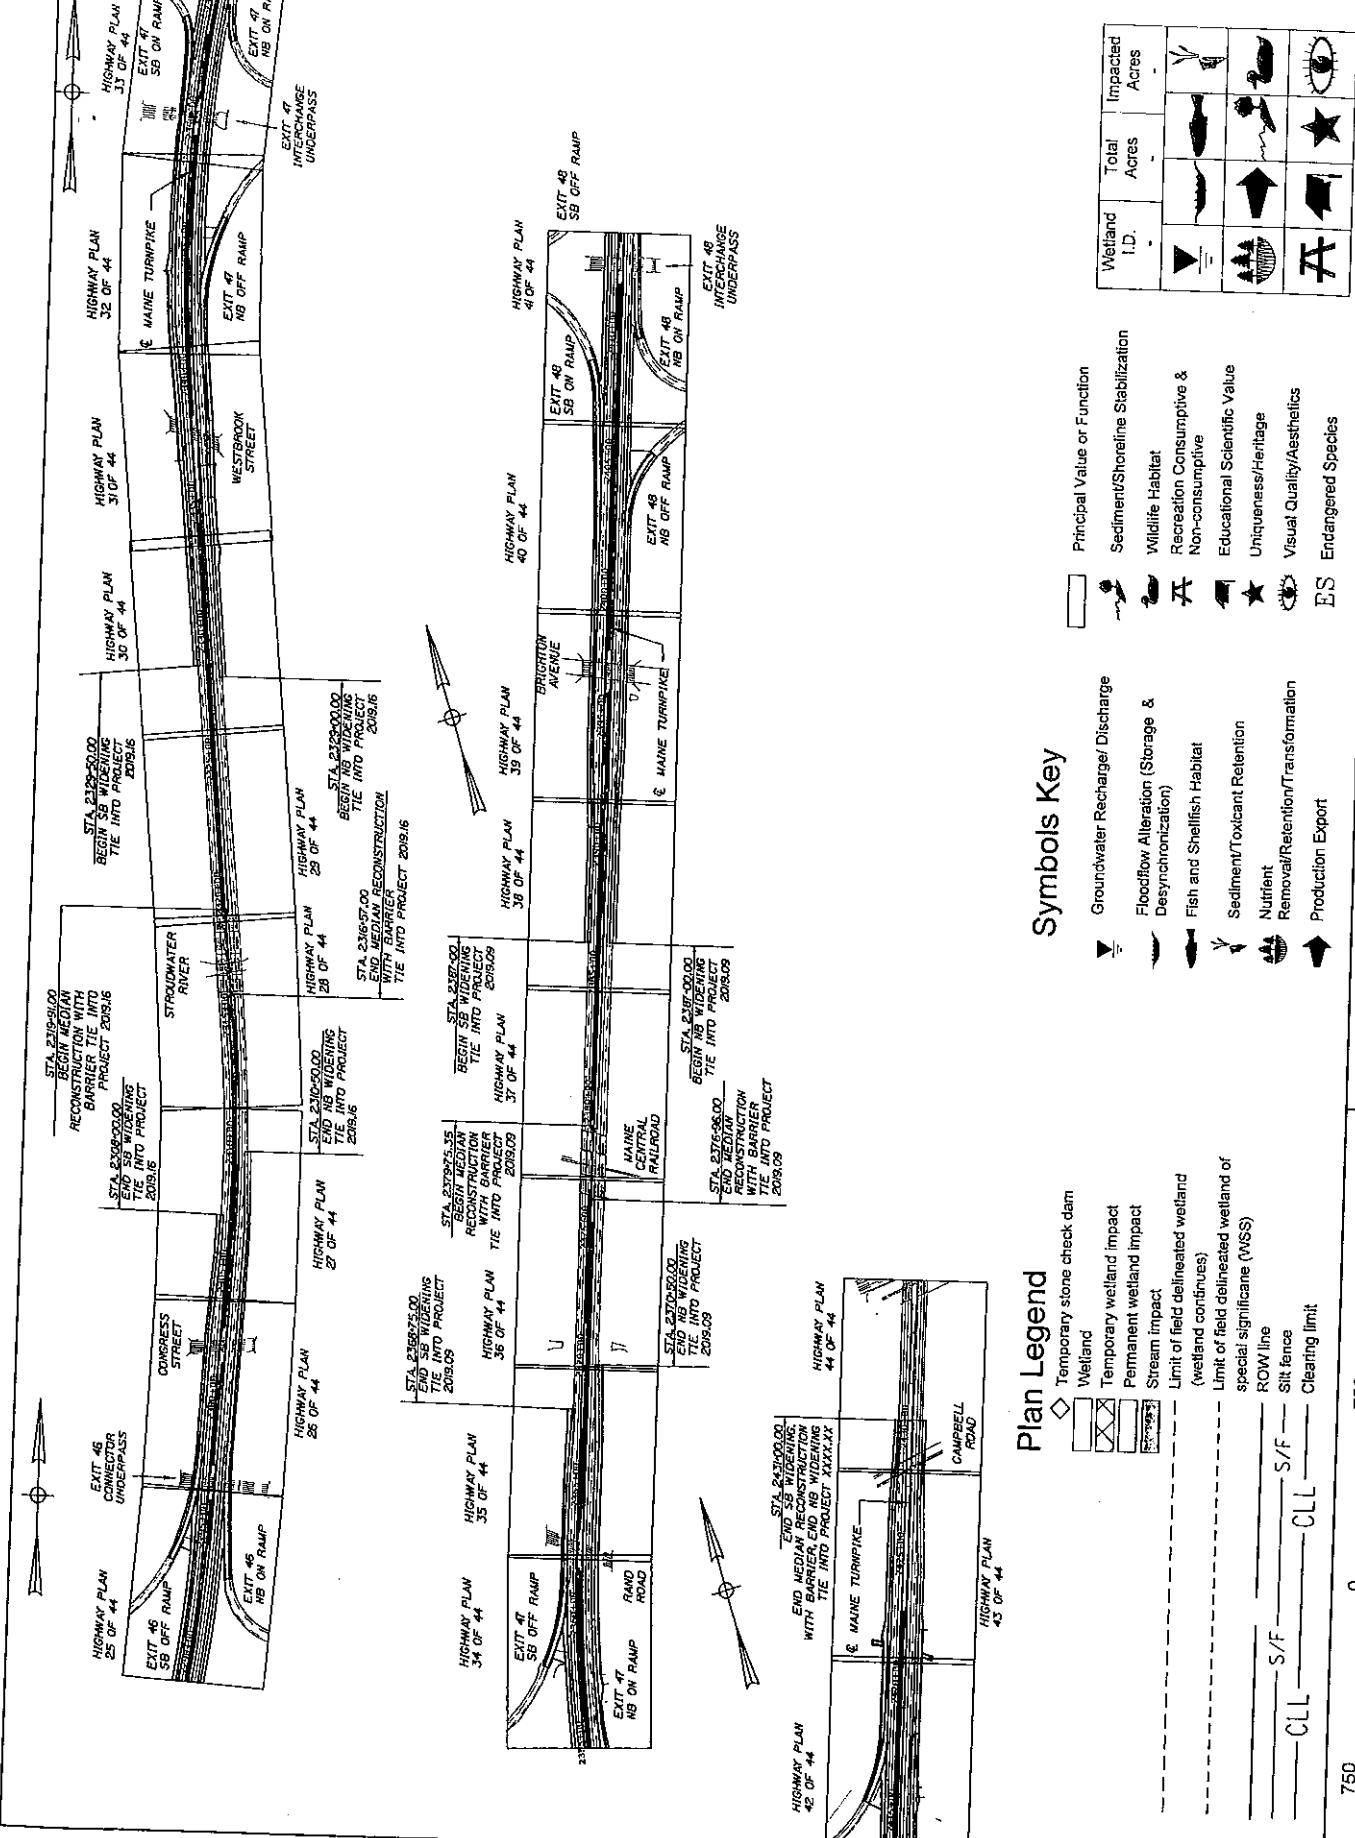 HIGHWAY PLAN
25 OF 44
EXIT 46
SB OFF RAMP
EXIT 46
NB ON RAMP
EXIT 46
CONNECTOR
UNDERPASS
CONGRESS
STREET
HIGHWAY PLAN
26 OF 44
HIGHWAY PLAN
27 OF 44
STA. 2308+00.00
END SB WIDENING
TIE INTO PROJECT
2019.16
STA. 2310+50.00
END NB WIDENING
TIE INTO PROJECT
2019.16
STA. 2319+91.00
BEGIN MEDIAN
RECONSTRUCTION WITH
BARRIER TIE INTO
PROJECT 2019.16
STROUDWATER
RIVER
HIGHWAY PLAN
28 OF 44
STA. 2316+57.00
END MEDIAN RECONSTRUCTION
WITH BARRIER
TIE INTO PROJECT 2019.16
HIGHWAY PLAN
29 OF 44
STA. 2329+50.00
BEGIN SB WIDENING
TIE INTO PROJECT
2019.16
STA. 2329+00.00
BEGIN NB WIDENING
TIE INTO PROJECT
2019.16
HIGHWAY PLAN
30 OF 44
HIGHWAY PLAN
31 OF 44
WESTBROOK
STREET
HIGHWAY PLAN
32 OF 44
℄ MAINE TURNPIKE
EXIT 47
NB OFF RAMP
HIGHWAY PLAN
33 OF 44
EXIT 47
SB ON RAMP
EXIT 47
NB ON
EXIT 47
INTERCHANGE
UNDERPASS
HIGHWAY PLAN
34 OF 44
EXIT 47
SB OFF RAMP
EXIT 47
NB ON RAMP
RAND
ROAD
HIGHWAY PLAN
35 OF 44
STA. 2368+75.00
END SB WIDENING
TIE INTO PROJECT
2019.09
HIGHWAY PLAN
36 OF 44
STA. 2370+50.00
END NB WIDENING
TIE INTO PROJECT
2019.09
STA. 2379+75.35
BEGIN MEDIAN
RECONSTRUCTION
WITH BARRIER
TIE INTO PROJECT
2019.09
MAINE
CENTRAL
RAILROAD
STA. 2376+96.00
END MEDIAN
RECONSTRUCTION
WITH BARRIER
TIE INTO PROJECT
2019.09
HIGHWAY PLAN
37 OF 44
STA. 2387+00
BEGIN SB WIDENING
TIE INTO PROJECT
2019.09
STA. 2387+00.00
BEGIN NB WIDENING
TIE INTO PROJECT
2019.09
HIGHWAY PLAN
38 OF 44
HIGHWAY PLAN
39 OF 44
BRIGHTON
AVENUE
℄ MAINE TURNPIKE
HIGHWAY PLAN
40 OF 44
EXIT 48
NB OFF RAMP
HIGHWAY PLAN
41 OF 44
EXIT 48
SB ON RAMP
EXIT 48
NB ON RAMP
EXIT 48
SB OFF RAMP
EXIT 48
INTERCHANGE
UNDERPASS
HIGHWAY PLAN
42 OF 44
℄ MAINE TURNPIKE
HIGHWAY PLAN
43 OF 44
STA. 2431+00.00
END SB WIDENING,
END MEDIAN RECONSTRUCTION
WITH BARRIER, END NB WIDENING
TIE INTO PROJECT XXXX.XX
CAMPBELL
ROAD
HIGHWAY PLAN
44 OF 44
Plan Legend
Temporary stone check dam
Wetland
Temporary wetland impact
Permanent wetland impact
Stream impact
Limit of field delineated wetland
(wetland continues)
Limit of field delineated wetland of
special significane (WSS)
ROW line
S/F S/F Silt fence
CLL CLL Clearing limit
Symbols Key
Groundwater Recharge/ Discharge
Floodflow Alteration (Storage &
Desynchronization)
Fish and Shellfish Habitat
Sediment/Toxicant Retention
Nutrient
Removal/Retention/Transformation
Production Export
Principal Value or Function
Sediment/Shoreline Stabilization
Wildlife Habitat
Recreation Consumptive &
Non-consumptive
Educational Scientific Value
Uniqueness/Heritage
Visual Quality/Aesthetics
ES Endangered Species
Wetland
I.D.
Total
Acres
Impacted
Acres
- - -
750